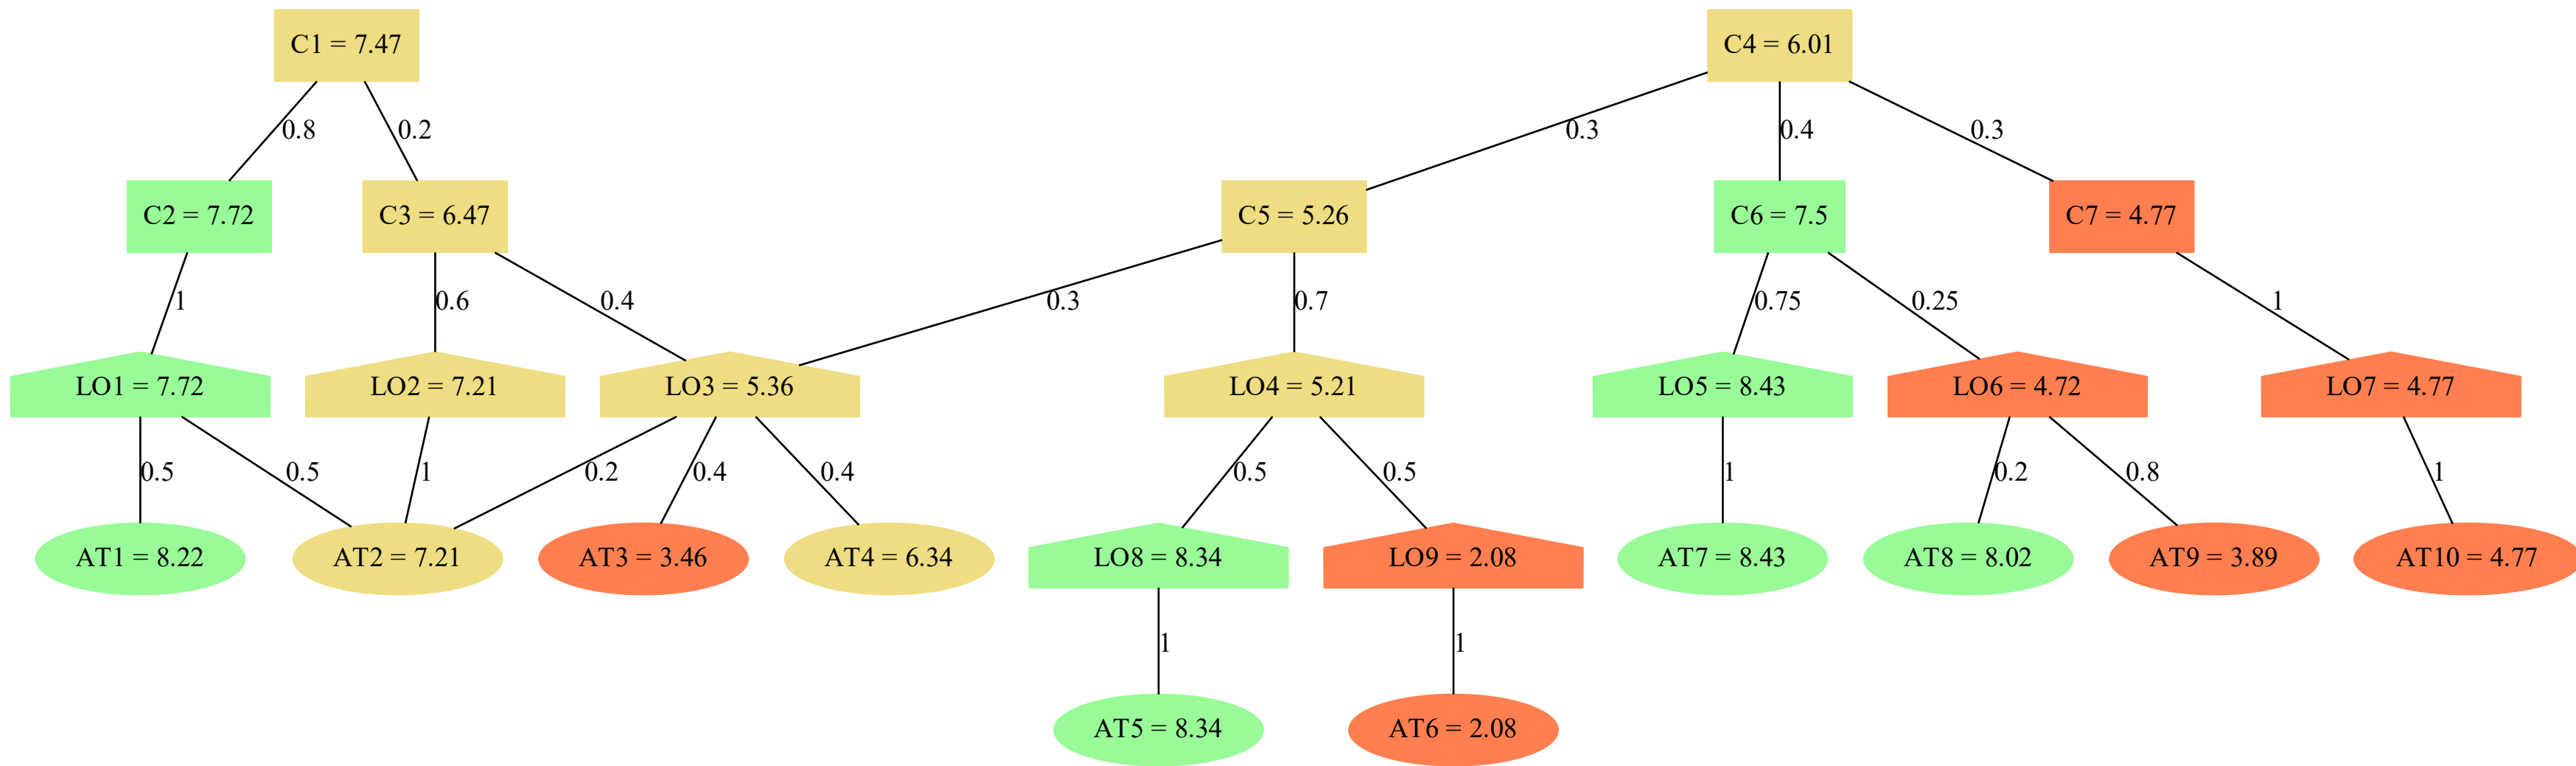 C1 = 7.47
C4 = 6.01
0.8
0.2
0.3
0.4
0.3
C2 = 7.72
C3 = 6.47
C5 = 5.26
C6 = 7.5
C7 = 4.77
1
0.6
0.4
0.3
0.7
0.75
0.25
1
LO1 = 7.72
LO2 = 7.21
LO3 = 5.36
LO4 = 5.21
LO5 = 8.43
LO6 = 4.72
LO7 = 4.77
0.5
0.5
1
0.2
0.4
0.4
0.5
0.5
1
0.2
0.8
1
AT1 = 8.22
AT2 = 7.21
AT3 = 3.46
AT4 = 6.34
LO8 = 8.34
LO9 = 2.08
AT7 = 8.43
AT8 = 8.02
AT9 = 3.89
AT10 = 4.77
1
1
AT5 = 8.34
AT6 = 2.08